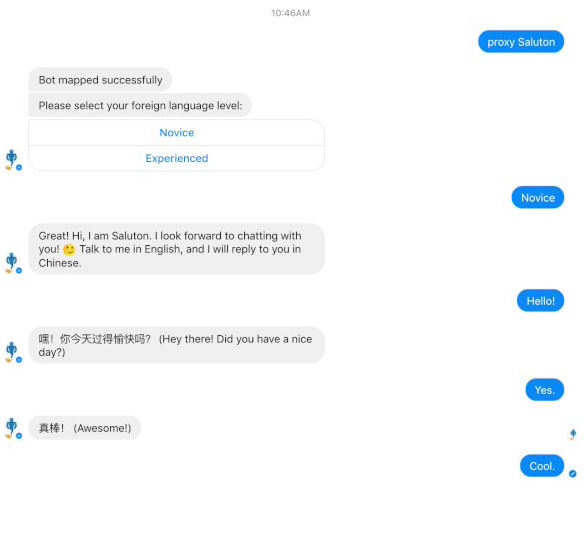 10:46AM
proxy Saluton
Bot mapped successfully
Please select your foreign language level:
Novice
Experienced
Novice
Great! Hi, I am Saluton. I look forward to chatting with
you! 😊 Talk to me in English, and I will reply to you in
Chinese.
Hello!
嘿！你今天过得愉快吗? (Hey there! Did you have a nice
day?)
Yes.
真棒！ (Awesome!)
Cool.